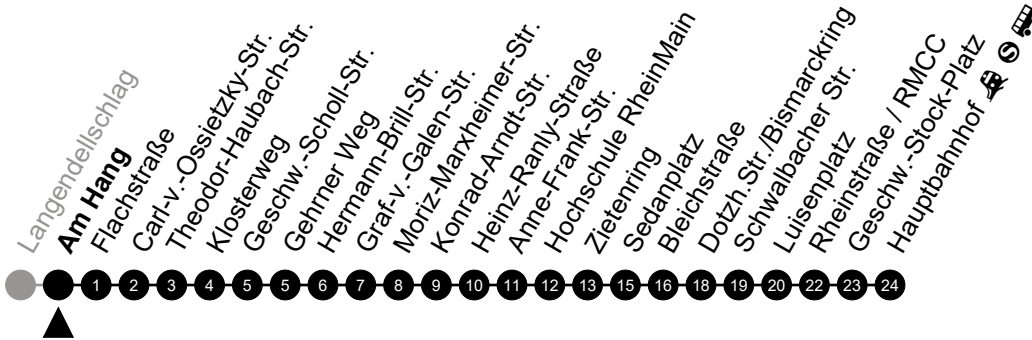 Langendellschlag
Am Hang
Flachstraße
Carl-v.-Ossietzky-Str.
Theodor-Haubach-Str.
Klosterweg
Geschw.-Scholl-Str.
Gehrner Weg
Hermann-Brill-Str.
Graf-v.-Galen-Str.
Moriz-Marxheimer-Str.
Konrad-Arndt-Str.
Heinz-Ranly-Straße
Anne-Frank-Str.
Hochschule RheinMain
Zietenring
Sedanplatz
Bleichstraße
Dotzh.Str./Bismarckring
Schwalbacher Str.
Luisenplatz
Rheinstraße / RMCC
Geschw.-Stock-Platz
Hauptbahnhof S
1 2 3 4 5 5 6 7 8 9 10 11 12 13 15 16 18 19 20 22 23 24